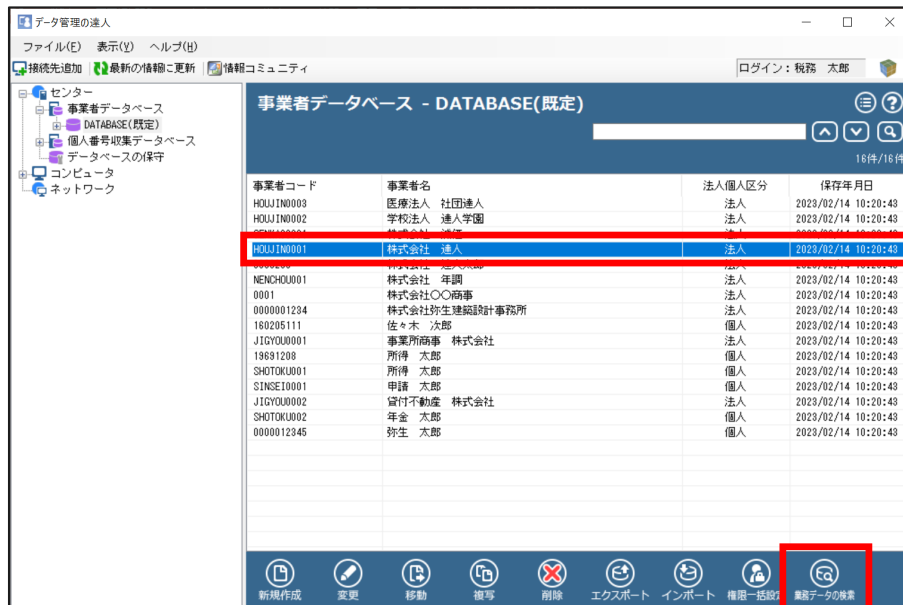 データ管理の達人
ファイル(F) 表示(V) ヘルプ(H)
接続先追加 最新の情報に更新 情報コミュニティ ログイン：税務 太郎
センター
事業者データベース
DATABASE(既定)
個人番号収集データベース
データベースの保守
コンピュータ
ネットワーク
事業者データベース - DATABASE(既定)
16件/16件
事業者コード 事業者名 法人個人区分 保存年月日
HOUJIN0003 医療法人 社団達人 法人 2023/02/14 10:20:43
HOUJIN0002 学校法人 達人学園 法人 2023/02/14 10:20:43
HOUJIN0001 株式会社 達人 法人 2023/02/14 10:20:43
NENCHOU001 株式会社 年調 法人 2023/02/14 10:20:43
0001 株式会社〇〇商事 法人 2023/02/14 10:20:43
0000001234 株式会社弥生建築設計事務所 法人 2023/02/14 10:20:43
160205111 佐々木 次郎 個人 2023/02/14 10:20:43
JIGYOU0001 事業所商事 株式会社 法人 2023/02/14 10:20:43
19691208 所得 太郎 個人 2023/02/14 10:20:43
SHOTOKU001 所得 太郎 個人 2023/02/14 10:20:43
SINSEI0001 申請 太郎 個人 2023/02/14 10:20:43
JIGYOU0002 貸付不動産 株式会社 法人 2023/02/14 10:20:43
SHOTOKU002 年金 太郎 個人 2023/02/14 10:20:43
0000012345 弥生 太郎 個人 2023/02/14 10:20:43
新規作成 変更 移動 複写 削除 エクスポート インポート 権限一括設定 業務データの検索